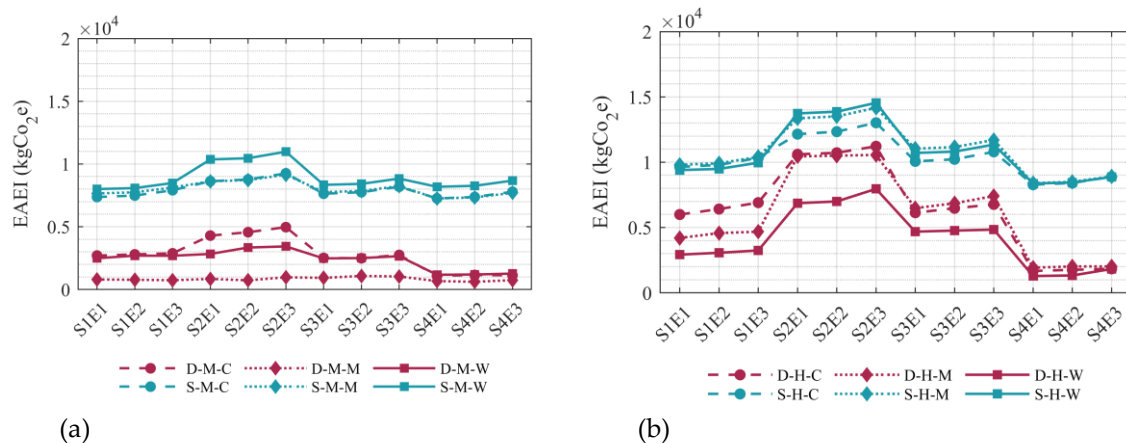 ×10⁴
2
1.5
1
0.5
0
EAEI (kgCo₂e)
S1E1 S1E2 S1E3 S2E1 S2E2 S2E3 S3E1 S3E2 S3E3 S4E1 S4E2 S4E3
D-M-C D-M-M D-M-W
S-M-C S-M-M S-M-W
(a)
×10⁴
2
1.5
1
0.5
0
EAEI (kgCo₂e)
S1E1 S1E2 S1E3 S2E1 S2E2 S2E3 S3E1 S3E2 S3E3 S4E1 S4E2 S4E3
D-H-C D-H-M D-H-W
S-H-C S-H-M S-H-W
(b)